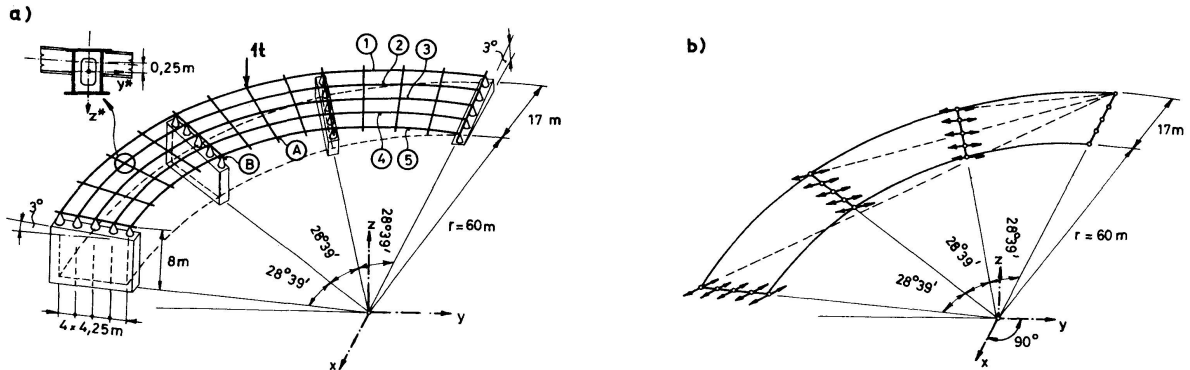 a)
0,25m
y*
z*
1t
1
2
3
3°
17 m
4
5
A
B
3°
8m
4 × 4,25m
28°39'
28°39'
28°39'
r = 60 m
z
y
x
b)
17m
28°39'
28°39'
28°39'
r = 60 m
z
y
x
90°